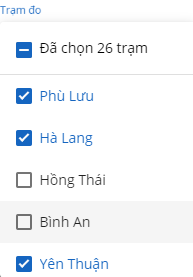 Trạm đo
Đã chọn 26 trạm
Phù Lưu
Hà Lang
Hồng Thái
Bình An
Yên Thuận